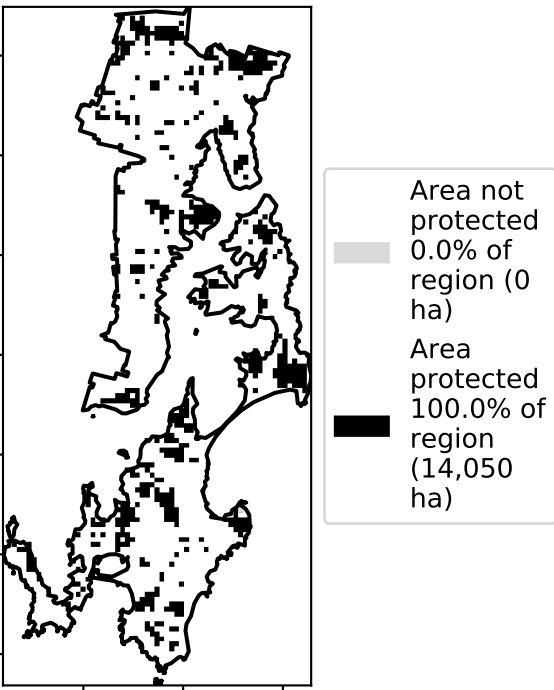 Area not
protected
0.0% of
region (0
ha)
Area
protected
100.0% of
region
(14,050
ha)